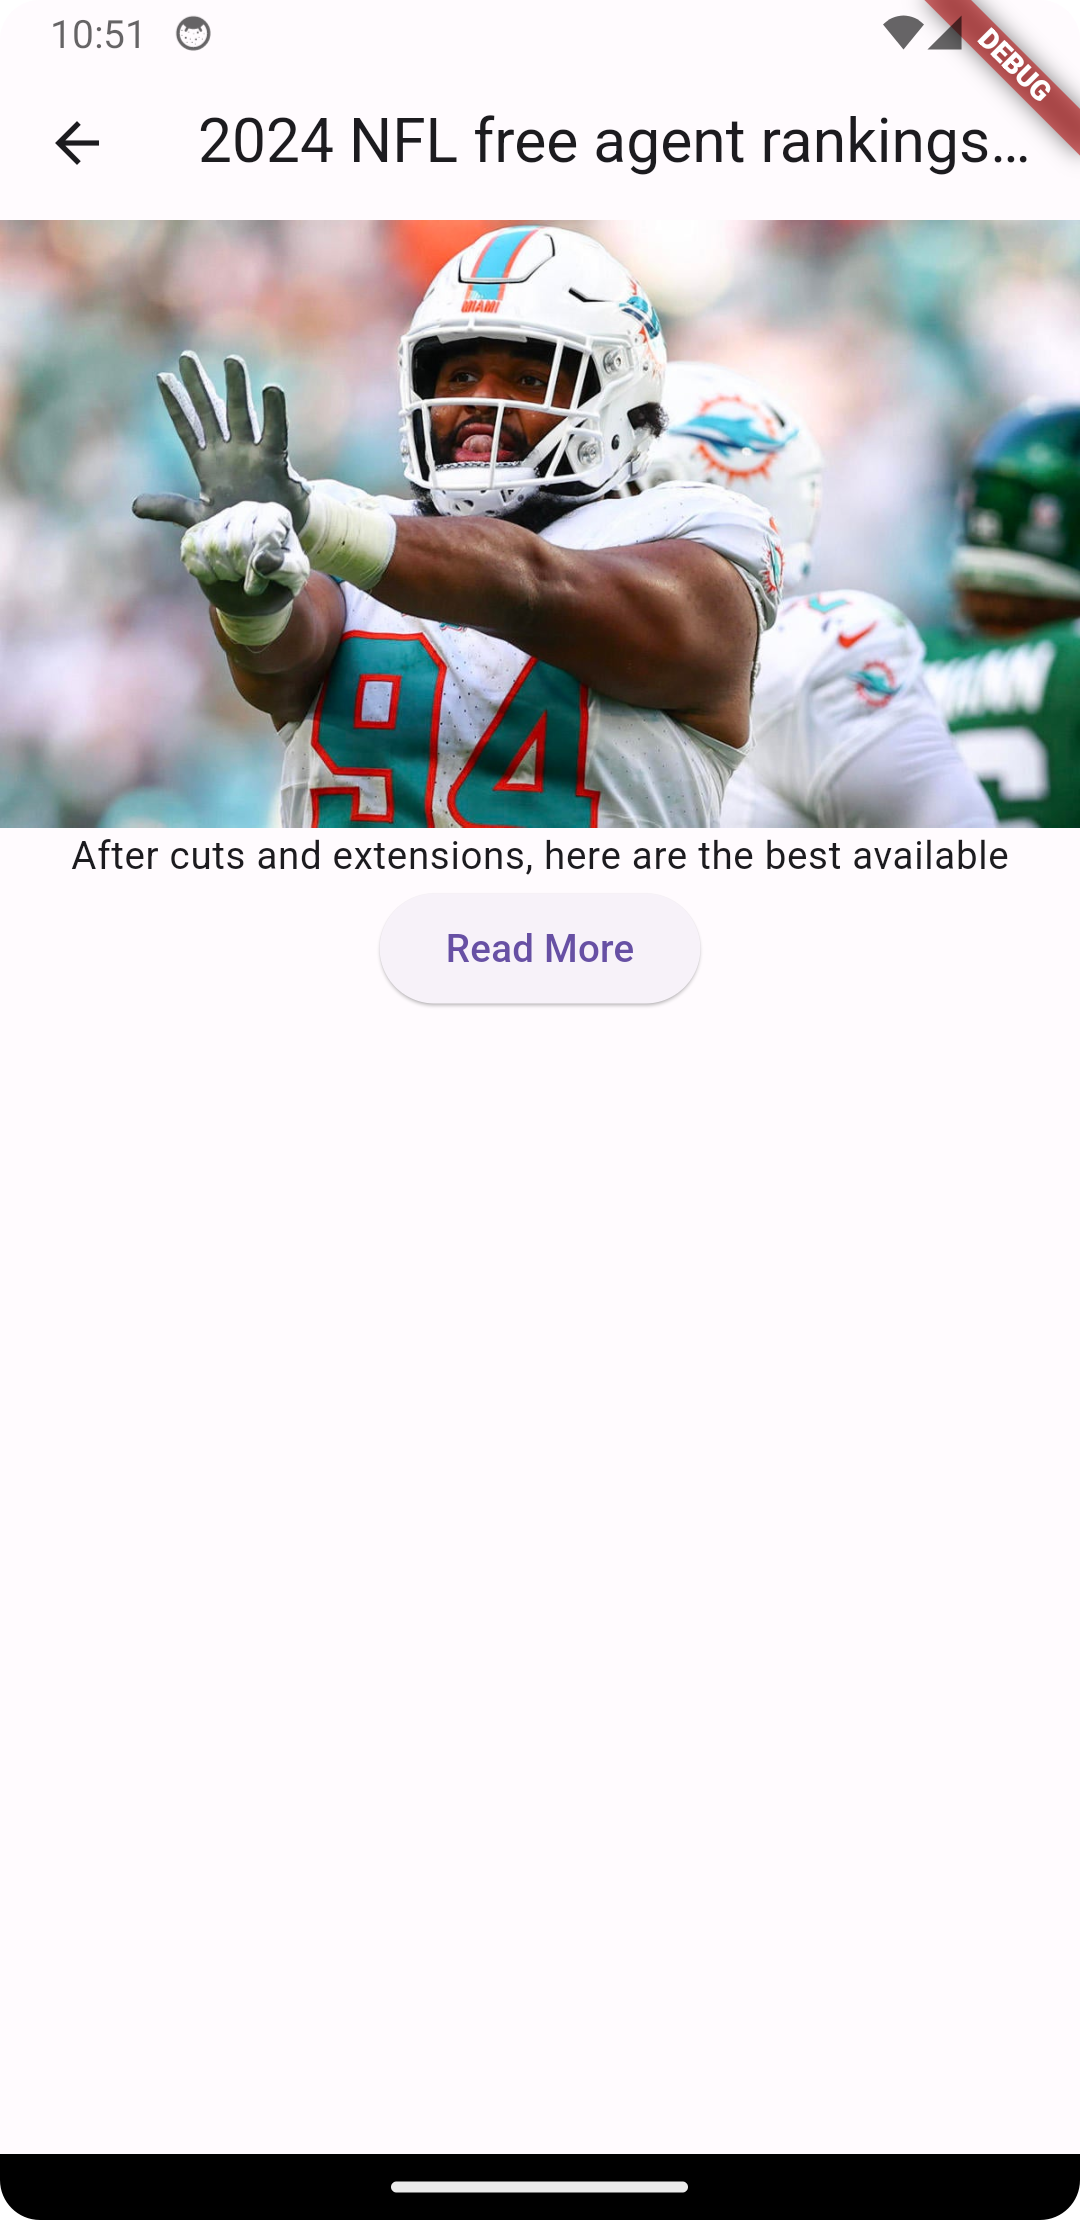 10:51
DEBUG
2024 NFL free agent rankings...
MIAMI
94
After cuts and extensions, here are the best available
Read More